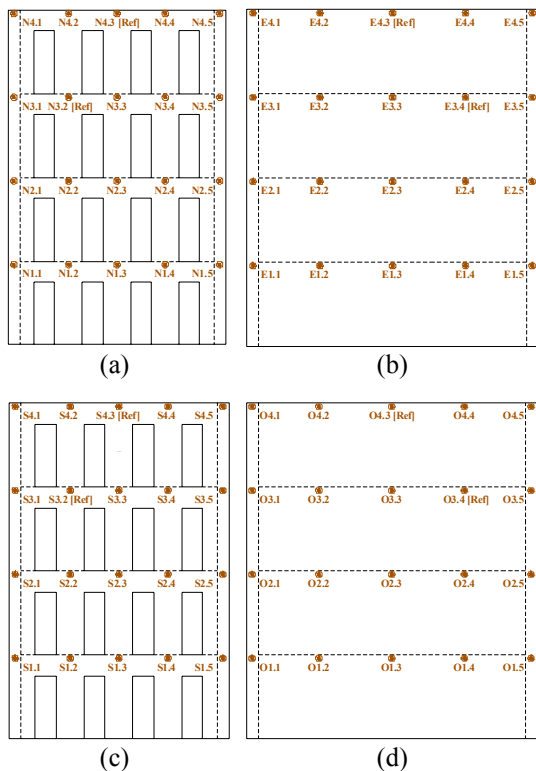 N4.1 N4.2 N4.3 [Ref] N4.4 N4.5
N3.1 N3.2 [Ref] N3.3 N3.4 N3.5
N2.1 N2.2 N2.3 N2.4 N2.5
N1.1 N1.2 N1.3 N1.4 N1.5
(a)
E4.1 E4.2 E4.3 [Ref] E4.4 E4.5
E3.1 E3.2 E3.3 E3.4 [Ref] E3.5
E2.1 E2.2 E2.3 E2.4 E2.5
E1.1 E1.2 E1.3 E1.4 E1.5
(b)
S4.1 S4.2 S4.3 [Ref] S4.4 S4.5
S3.1 S3.2 [Ref] S3.3 S3.4 S3.5
S2.1 S2.2 S2.3 S2.4 S2.5
S1.1 S1.2 S1.3 S1.4 S1.5
(c)
O4.1 O4.2 O4.3 [Ref] O4.4 O4.5
O3.1 O3.2 O3.3 O3.4 [Ref] O3.5
O2.1 O2.2 O2.3 O2.4 O2.5
O1.1 O1.2 O1.3 O1.4 O1.5
(d)